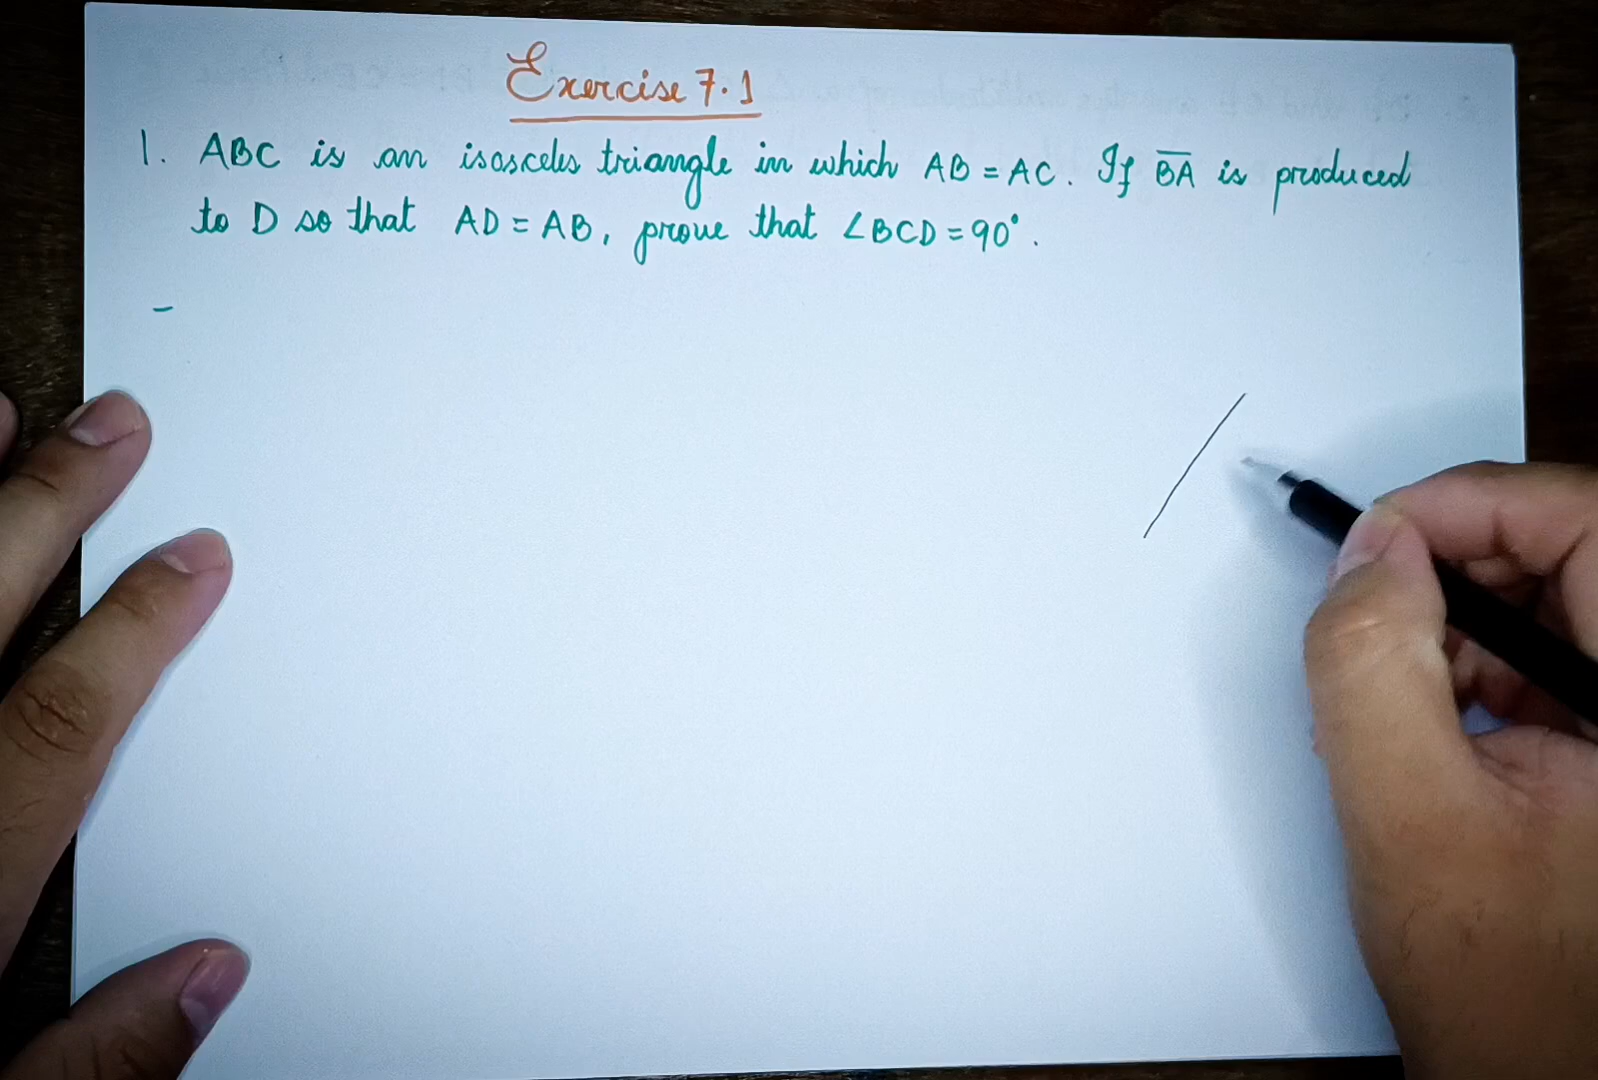 Exercise 7.1
1. ABC is an isosceles triangle in which AB = AC. If B̅A̅ is produced
to D so that AD = AB, prove that ∠BCD = 90°.
–